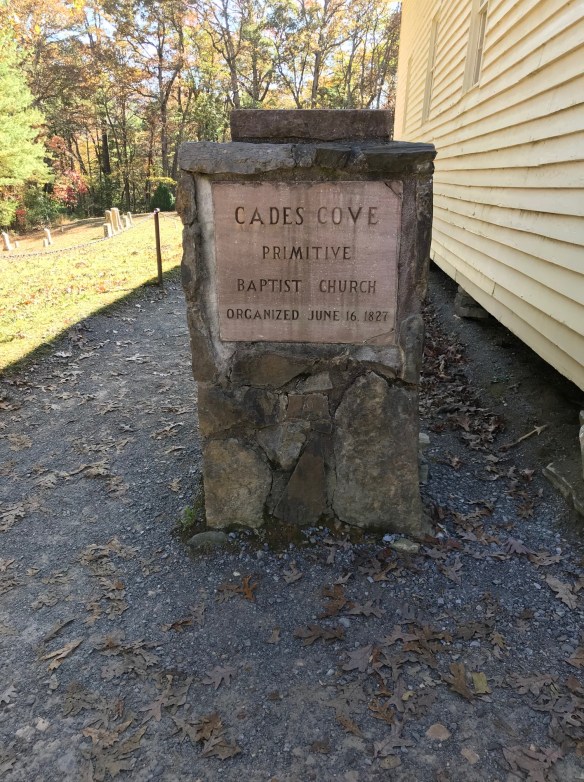 CADES COVE
PRIMITIVE
BAPTIST CHURCH
ORGANIZED JUNE 16, 1827